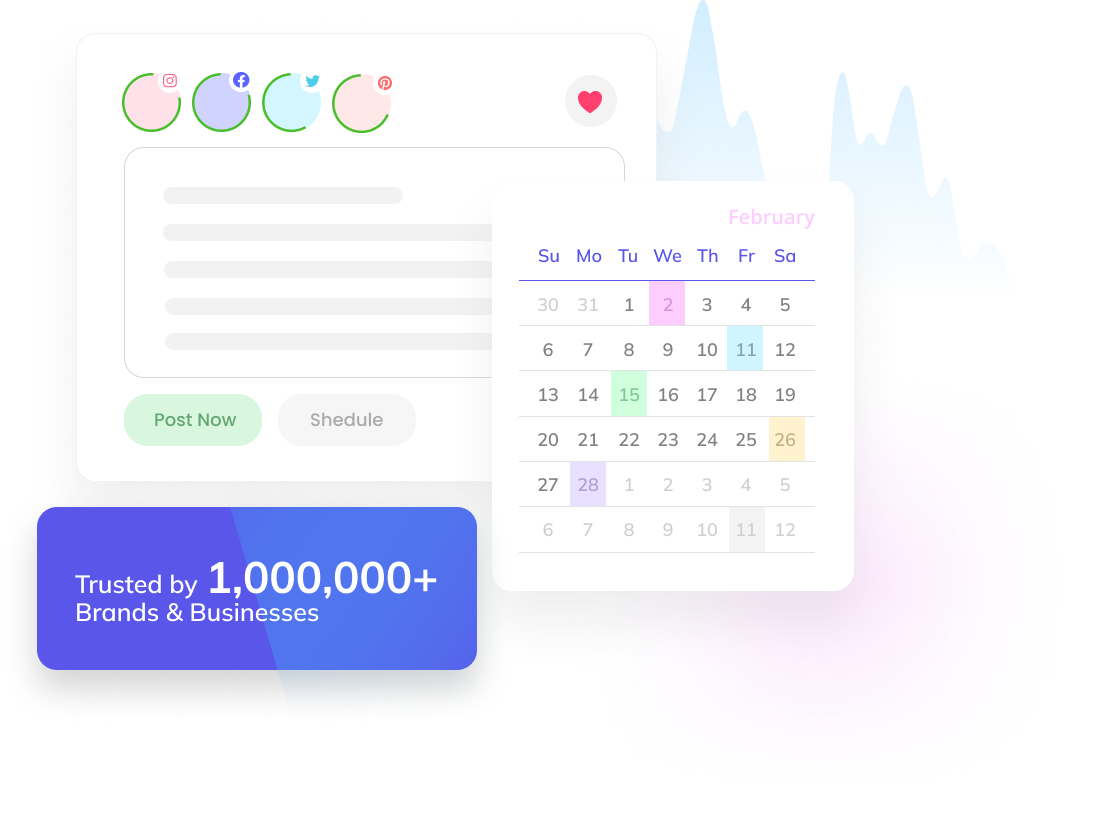 February
Su Mo Tu We Th Fr Sa
30 31 1 2 3 4 5
6 7 8 9 10 11 12
13 14 15 16 17 18 19
20 21 22 23 24 25 26
27 28 1 2 3 4 5
6 7 8 9 10 11 12
Post Now Shedule
Trusted by 1,000,000+
Brands & Businesses